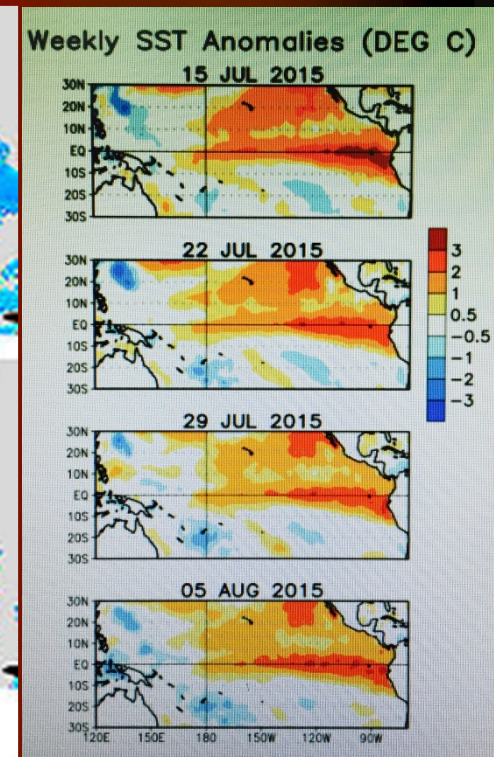 Weekly SST Anomalies (DEG C)
15 JUL 2015
30N
20N
10N
EQ
10S
20S
30S
22 JUL 2015
30N
20N
10N
EQ
10S
20S
30S
3
2
1
0.5
-0.5
-1
-2
-3
29 JUL 2015
30N
20N
10N
EQ
10S
20S
30S
05 AUG 2015
30N
20N
10N
EQ
10S
20S
30S
120E 150E 180 150W 120W 90W